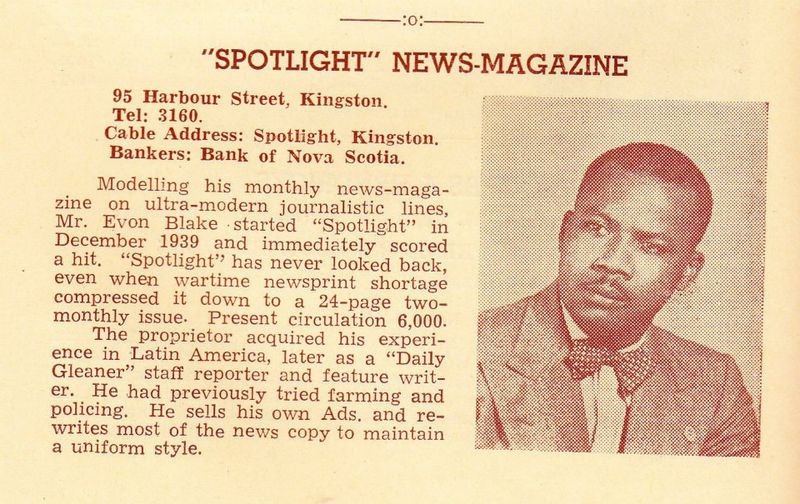 :o:
"SPOTLIGHT" NEWS-MAGAZINE
95 Harbour Street, Kingston.
Tel: 3160.
Cable Address: Spotlight, Kingston.
Bankers: Bank of Nova Scotia.
Modelling his monthly news-maga-
zine on ultra-modern journalistic lines,
Mr. Evon Blake started "Spotlight" in
December 1939 and immediately scored
a hit. "Spotlight" has never looked back,
even when wartime newsprint shortage
compressed it down to a 24-page two-
monthly issue. Present circulation 6,000.
The proprietor acquired his experi-
ence in Latin America, later as a "Daily
Gleaner" staff reporter and feature writ-
er. He had previously tried farming and
policing. He sells his own Ads. and re-
writes most of the news copy to maintain
a uniform style.